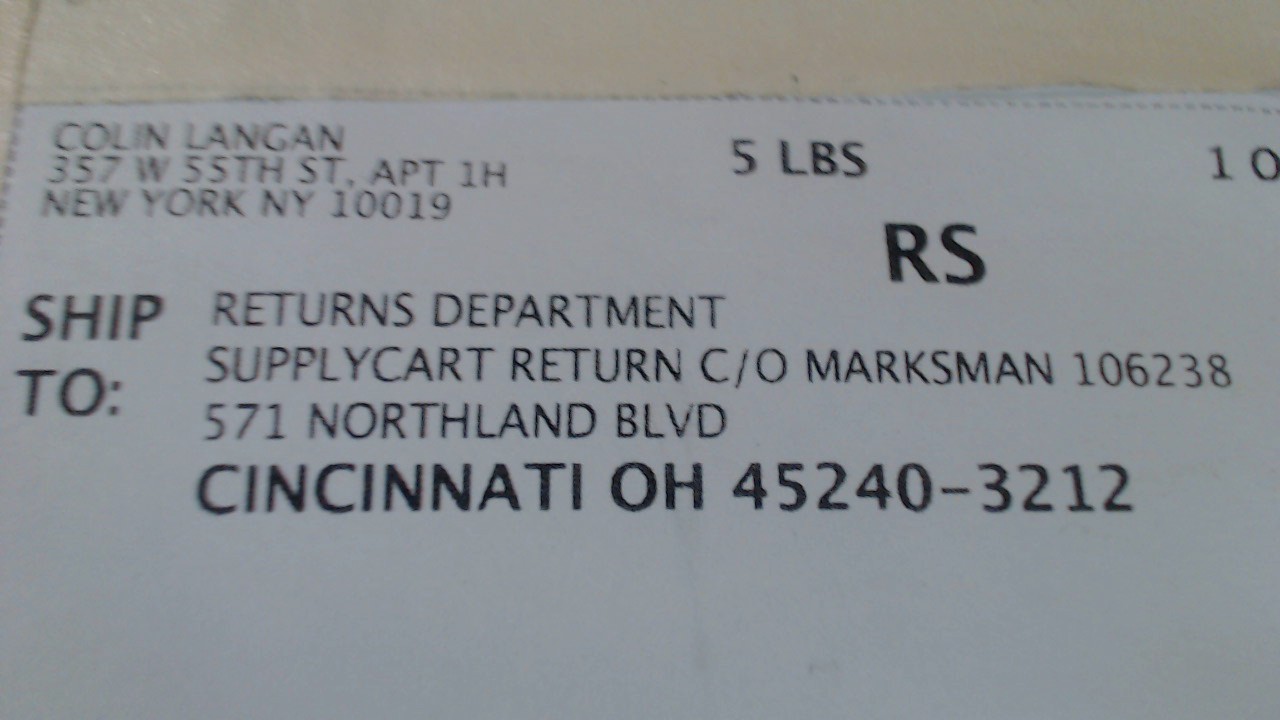 COLIN LANGAN
357 W 55TH ST, APT 1H
NEW YORK NY 10019
5 LBS
1 O
RS
SHIP TO:
RETURNS DEPARTMENT
SUPPLYCART RETURN C/O MARKSMAN 106238
571 NORTHLAND BLVD
CINCINNATI OH 45240-3212